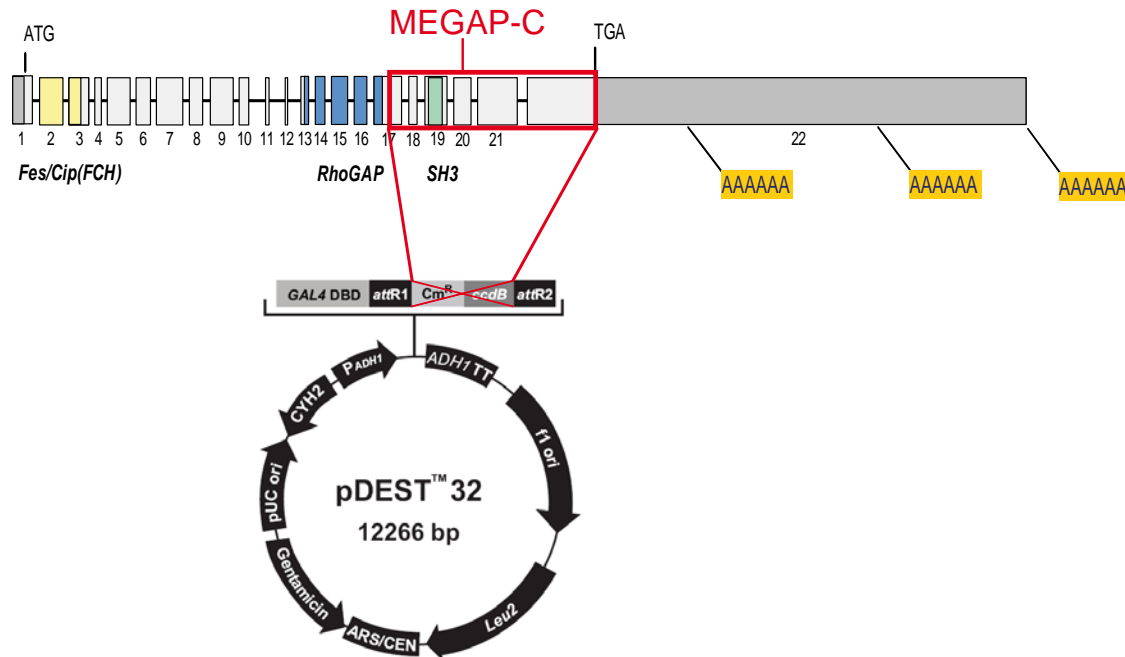 MEGAP-C
ATG
TGA
1 2 3 4 5 6 7 8 9 10 11 12 13 14 15 16 17 18 19 20 21 22
Fes/Cip(FCH) RhoGAP SH3
AAAAAA AAAAAA AAAAAA
GAL4 DBD attR1 CmR ccdB attR2
PADH1 ADH1 TT
CYH2
f1 ori
pUC ori
pDEST™32
12266 bp
Gentamicin
Leu2
ARS/CEN